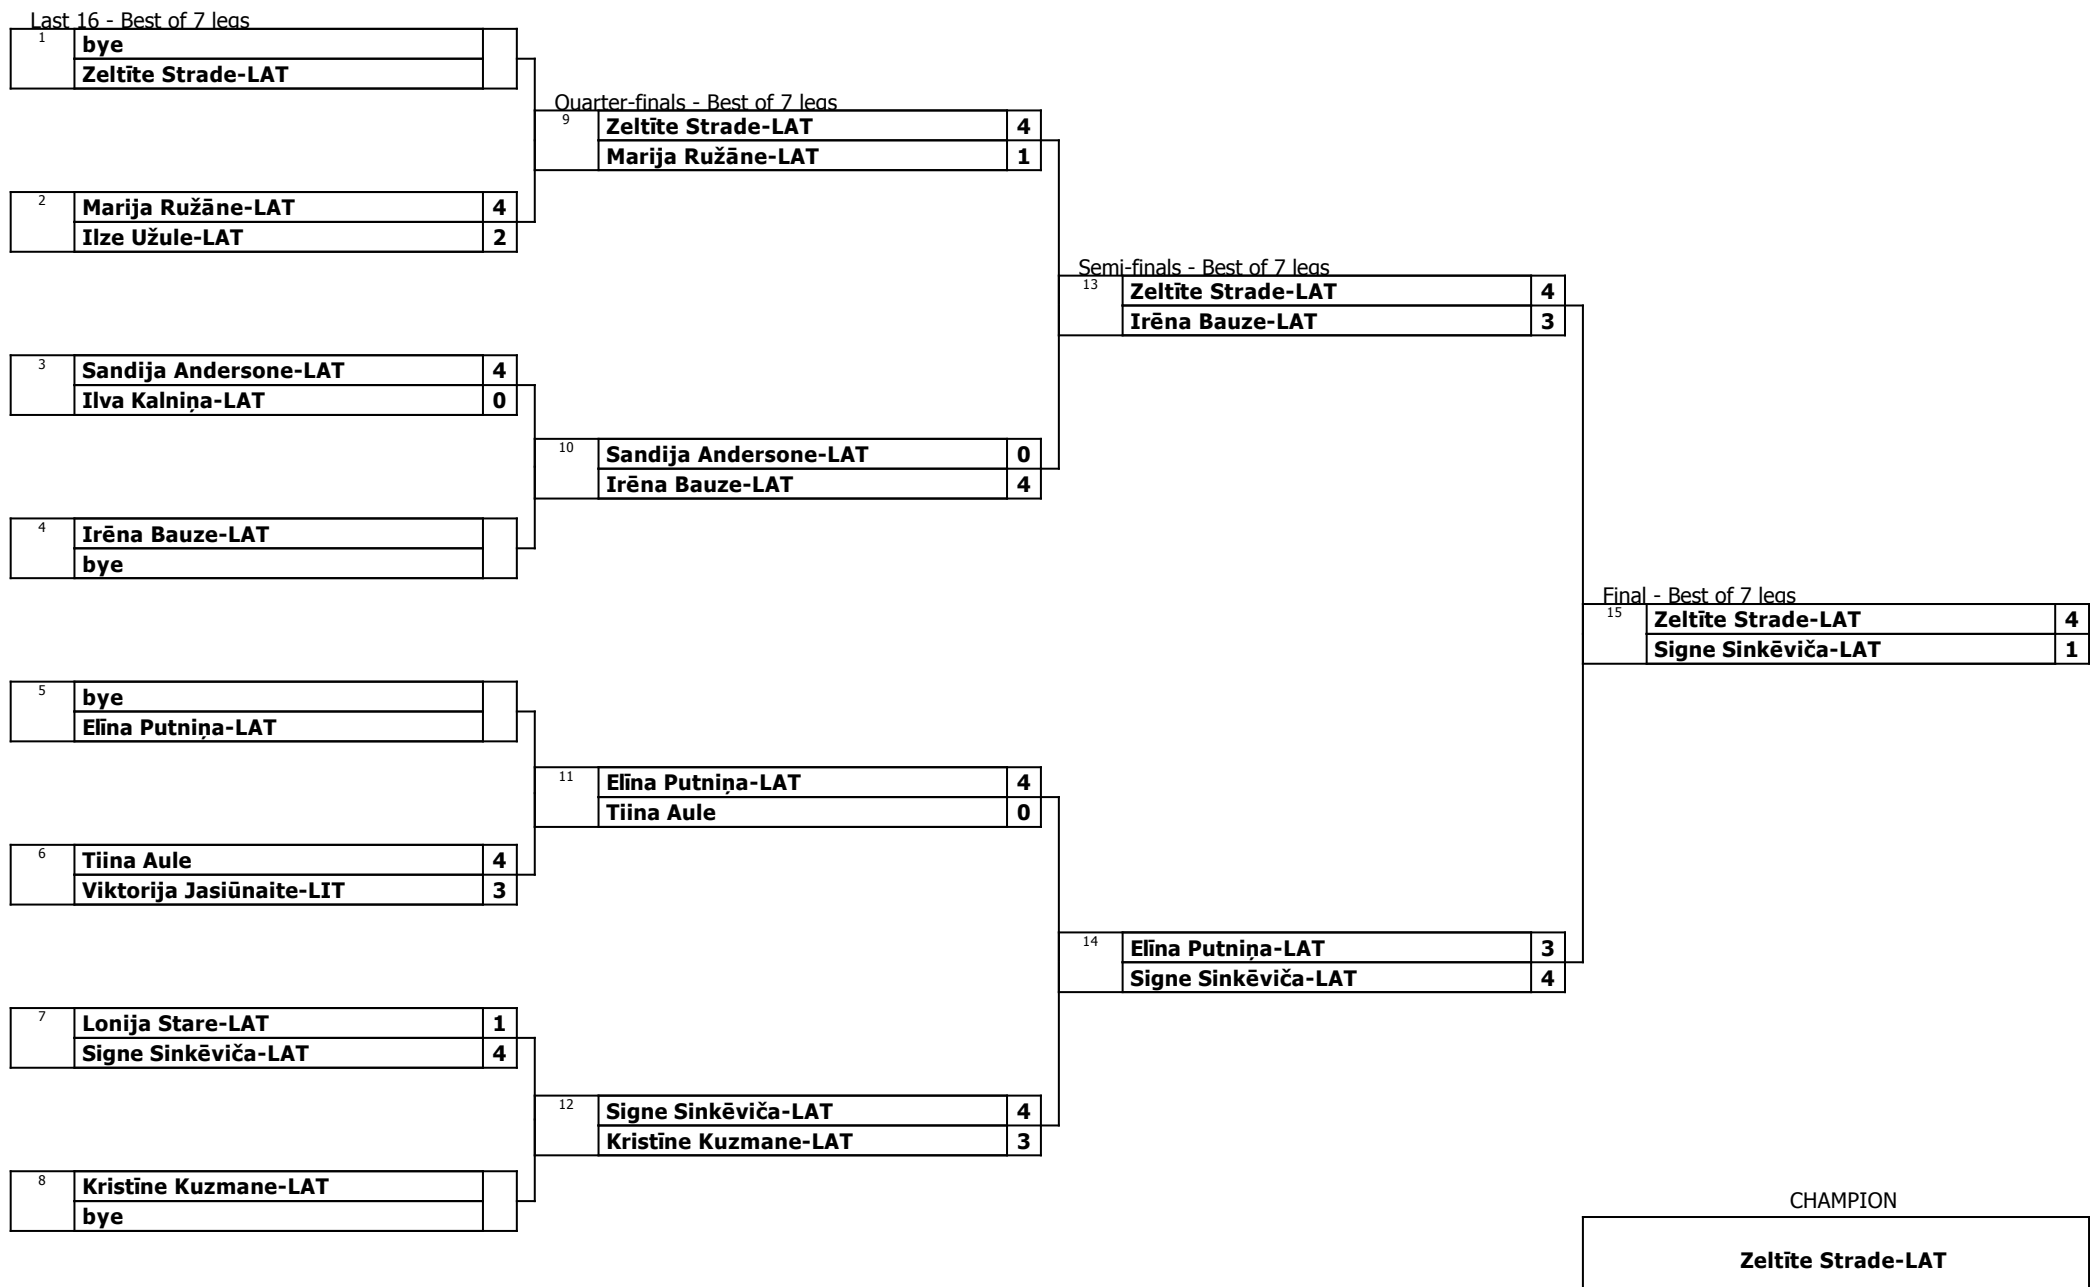 Last 16 - Best of 7 legs
1
bye
Zeltīte Strade-LAT
2
Marija Ružāne-LAT 4
Ilze Užule-LAT 2
3
Sandija Andersone-LAT 4
Ilva Kalniņa-LAT 0
4
Irēna Bauze-LAT
bye
5
bye
Elīna Putniņa-LAT
6
Tiina Aule 4
Viktorija Jasiūnaite-LIT 3
7
Lonija Stare-LAT 1
Signe Sinkēviča-LAT 4
8
Kristīne Kuzmane-LAT
bye
Quarter-finals - Best of 7 legs
9
Zeltīte Strade-LAT 4
Marija Ružāne-LAT 1
10
Sandija Andersone-LAT 0
Irēna Bauze-LAT 4
11
Elīna Putniņa-LAT 4
Tiina Aule 0
12
Signe Sinkēviča-LAT 4
Kristīne Kuzmane-LAT 3
Semi-finals - Best of 7 legs
13
Zeltīte Strade-LAT 4
Irēna Bauze-LAT 3
14
Elīna Putniņa-LAT 3
Signe Sinkēviča-LAT 4
Final - Best of 7 legs
15
Zeltīte Strade-LAT 4
Signe Sinkēviča-LAT 1
CHAMPION
Zeltīte Strade-LAT